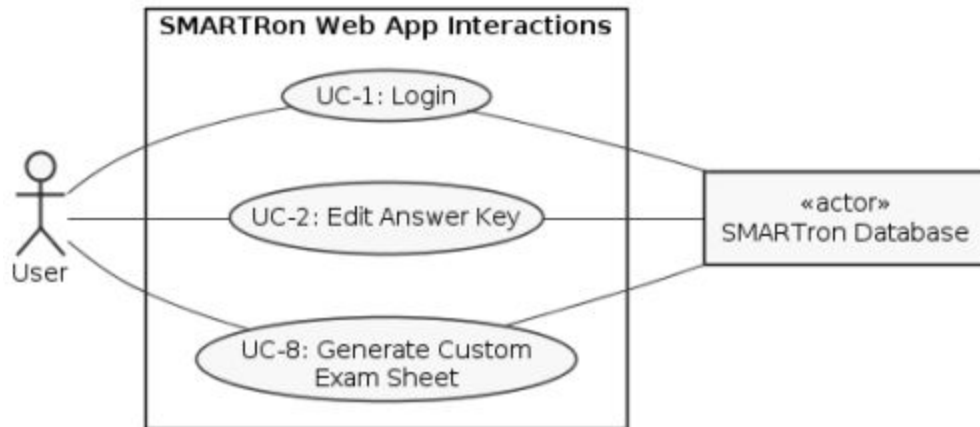 SMARTRon Web App Interactions
UC-1: Login
User
UC-2: Edit Answer Key
«actor»
SMARTron Database
UC-8: Generate Custom
Exam Sheet